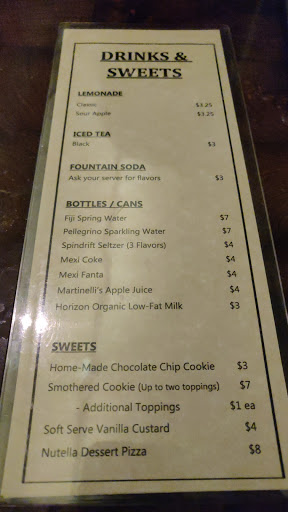 DRINKS &
SWEETS
LEMONADE
Classic $3.25
Sour Apple $3.25
ICED TEA
Black $3
FOUNTAIN SODA
Ask your server for flavors $3
BOTTLES / CANS
Fiji Spring Water $7
Pellegrino Sparkling Water $7
Spindrift Seltzer (3 Flavors) $4
Mexi Coke $4
Mexi Fanta $4
Martinelli's Apple Juice $4
Horizon Organic Low-Fat Milk $3
SWEETS
Home-Made Chocolate Chip Cookie $3
Smothered Cookie (Up to two toppings) $7
- Additional Toppings $1 ea
Soft Serve Vanilla Custard $4
Nutella Dessert Pizza $8